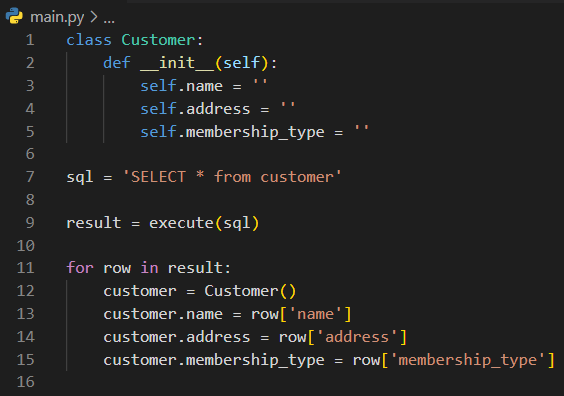 main.py > ...
1 class Customer:
2     def __init__(self):
3         self.name = ''
4         self.address = ''
5         self.membership_type = ''
6
7 sql = 'SELECT * from customer'
8
9 result = execute(sql)
10
11 for row in result:
12     customer = Customer()
13     customer.name = row['name']
14     customer.address = row['address']
15     customer.membership_type = row['membership_type']
16